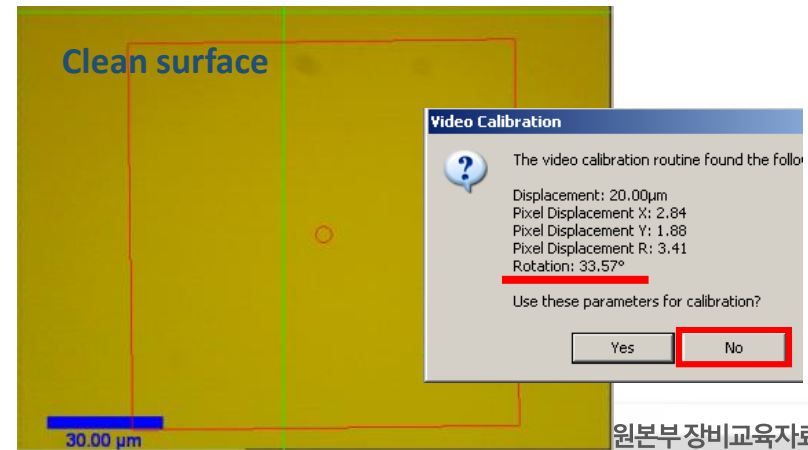 Clean surface
Video Calibration
The video calibration routine found the follo
Displacement: 20.00µm
Pixel Displacement X: 2.84
Pixel Displacement Y: 1.88
Pixel Displacement R: 3.41
Rotation: 33.57°
Use these parameters for calibration?
Yes
No
30.00 µm
원본부 장비교육자료